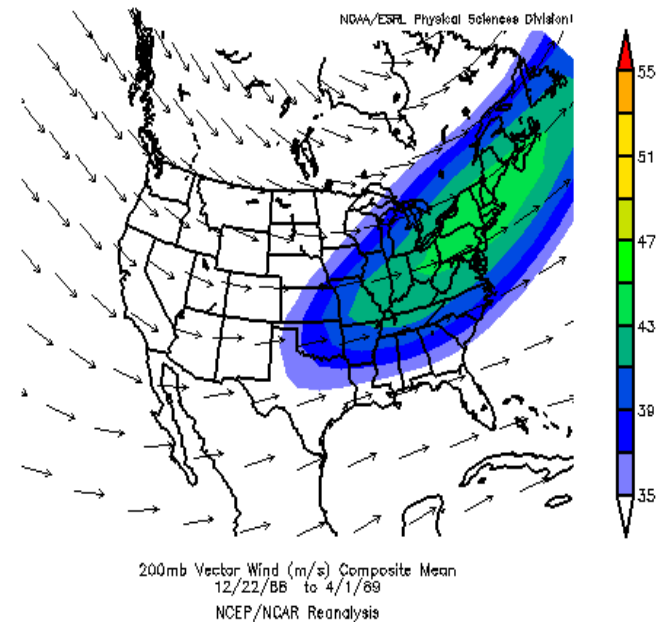 NOAA/ESRL Physical Sciences Division
55
51
47
43
39
35
200mb Vector Wind (m/s) Composite Mean
12/22/88 to 4/1/89
NCEP/NCAR Reanalysis